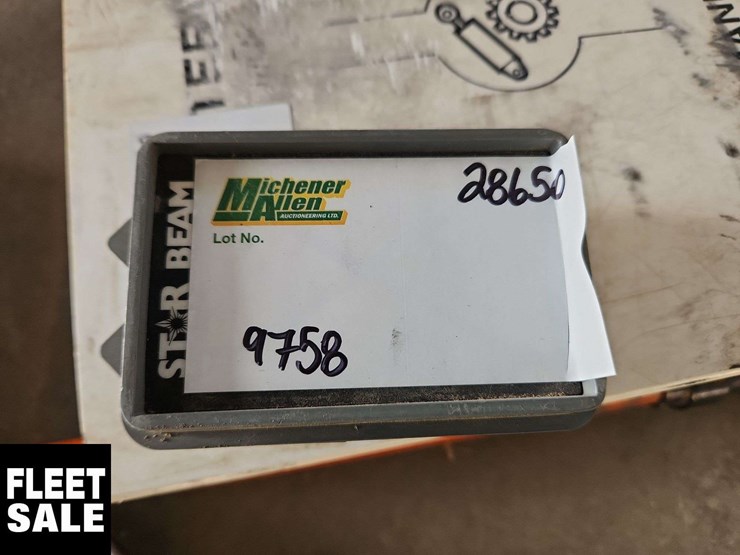 Michener
Allen
AUCTIONEERING LTD.
28650
Lot No.
9758
STAR BEAM
FLEET
SALE